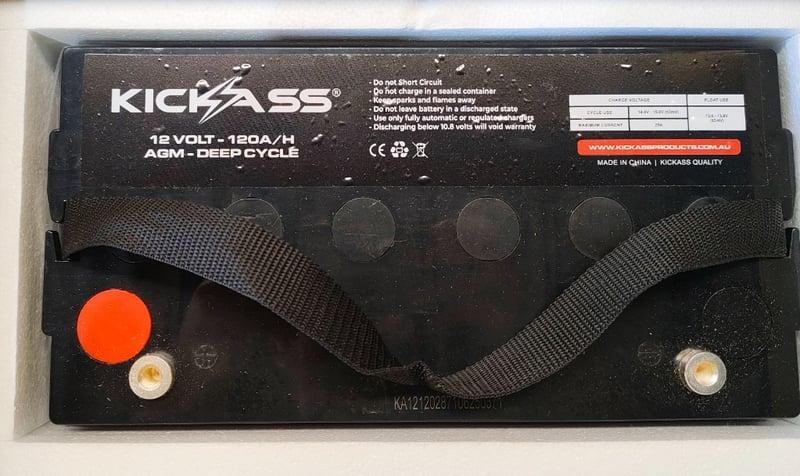 KICKASS®
12 VOLT - 120A/H
AGM - DEEP CYCLE
- Do not Short Circuit
- Do not charge in a sealed container
- Keep sparks and flames away
- Do not leave battery in a discharged state
- Use only fully automatic or regulated chargers
- Discharging below 10.8 volts will void warranty
CE
CHARGE VOLTAGE FLOAT USE
CYCLE USE
MAXIMUM CURRENT
WWW.KICKASSPRODUCTS.COM.AU
MADE IN CHINA | KICKASS QUALITY